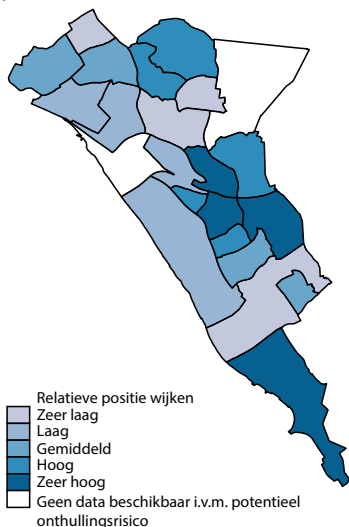 Relatieve positie wijken
Zeer laag
Laag
Gemiddeld
Hoog
Zeer hoog
Geen data beschikbaar i.v.m. potentieel
onthullingsrisico